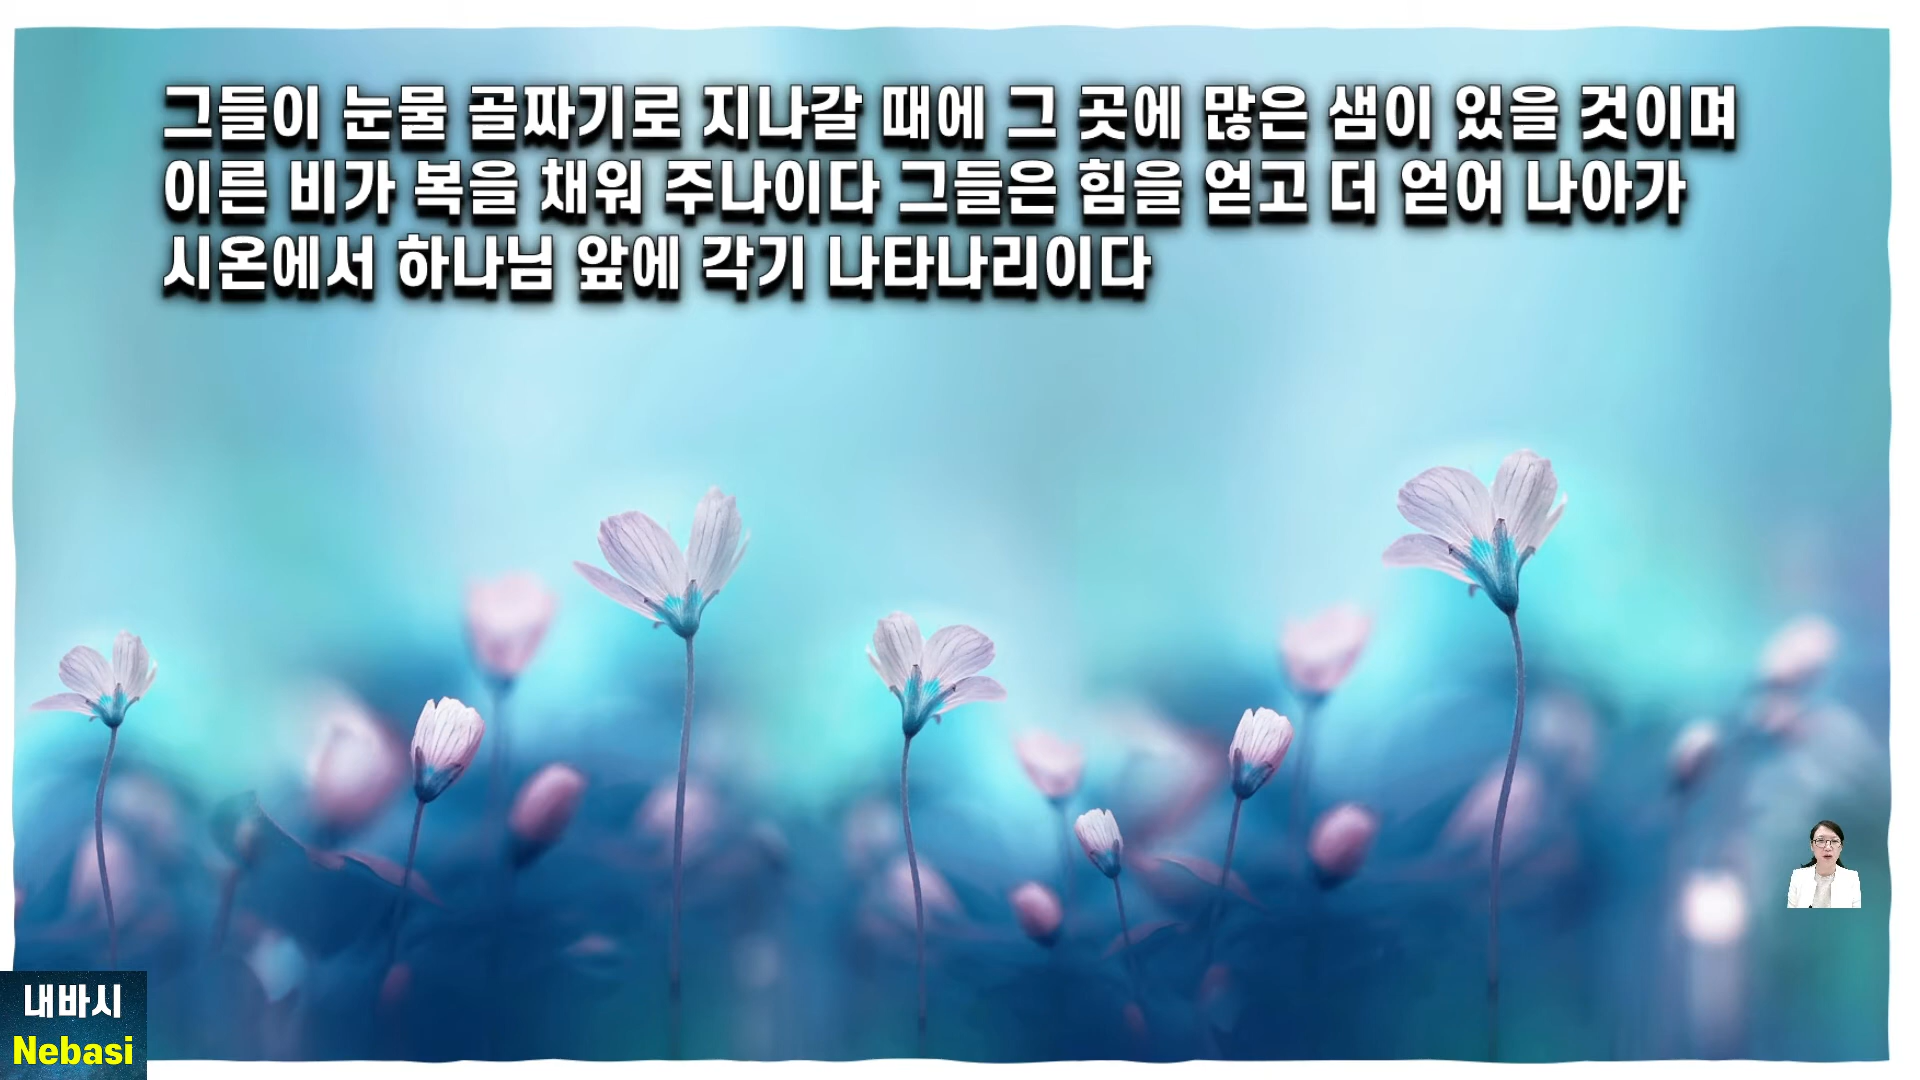 그들이 눈물 골짜기로 지나갈 때에 그 곳에 많은 샘이 있을 것이며
이른 비가 복을 채워 주나이다 그들은 힘을 얻고 더 얻어 나아가
시온에서 하나님 앞에 각기 나타나리이다
내바시
Nebasi